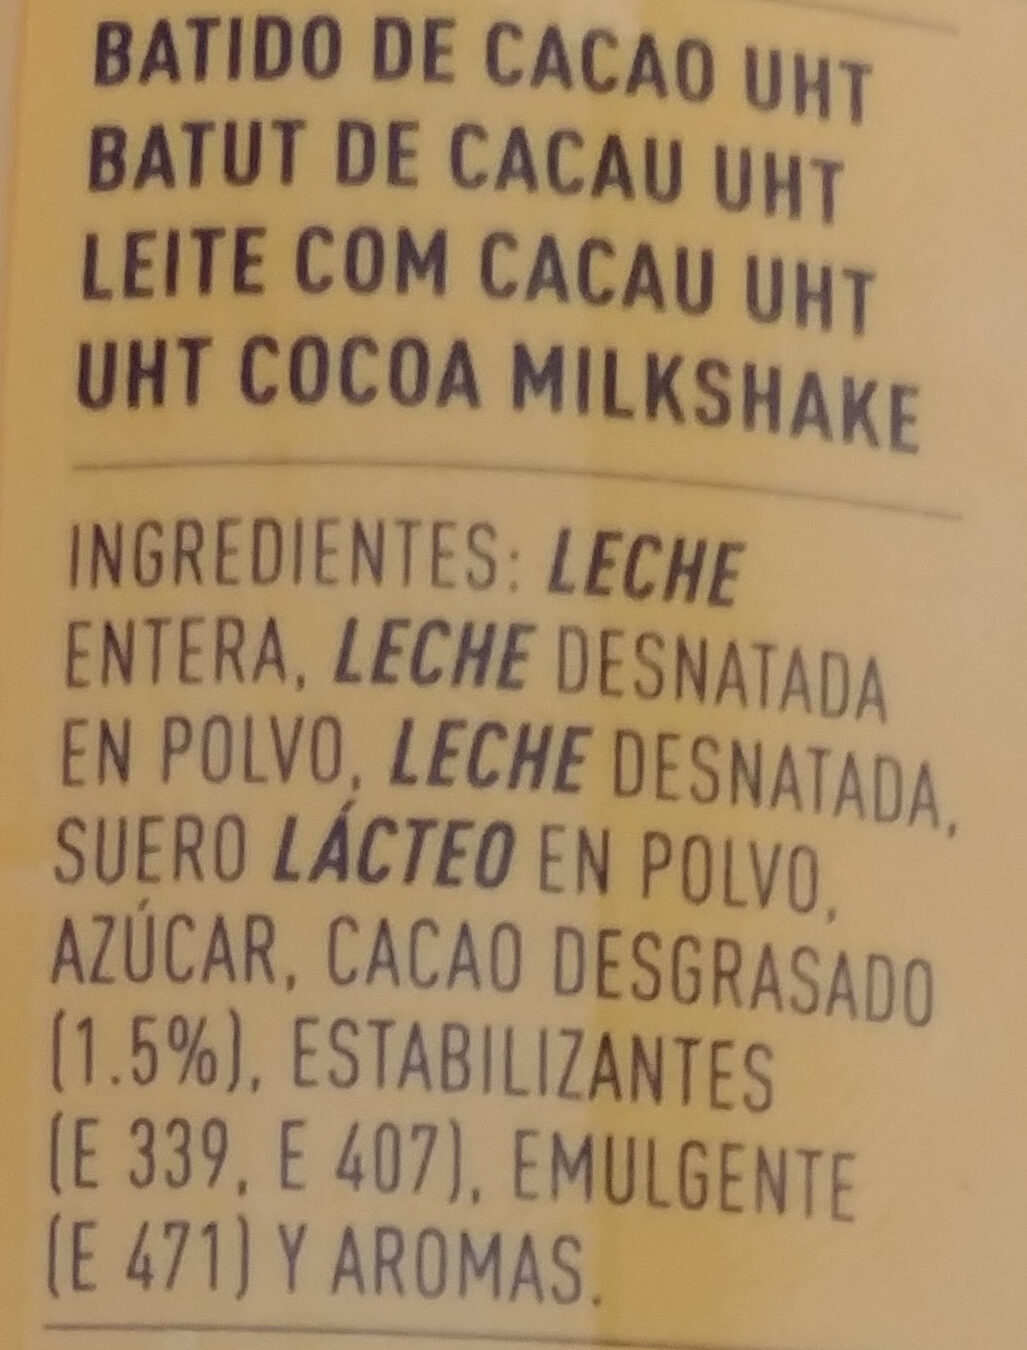 BATIDO DE CACAO UHT
BATUT DE CACAU UHT
LEITE COM CACAU UHT
UHT COCOA MILKSHAKE
INGREDIENTES: LECHE
ENTERA, LECHE DESNATADA
EN POLVO, LECHE DESNATADA,
SUERO LÁCTEO EN POLVO,
AZÚCAR, CACAO DESGRASADO
(1.5%), ESTABILIZANTES
(E 339, E 407), EMULGENTE
(E 471) Y AROMAS.